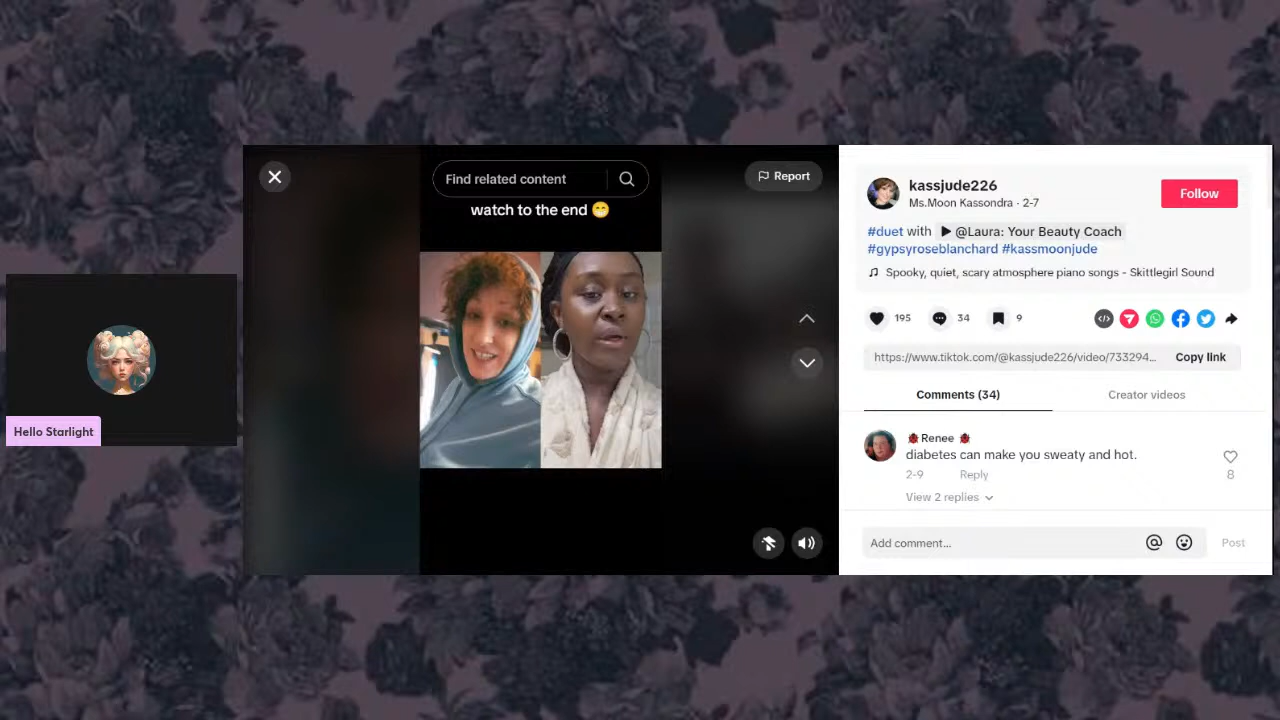 Hello Starlight
Find related content
Report
watch to the end 😁
kassjude226
Ms.Moon Kassondra · 2-7
Follow
#duet with ▶ @Laura: Your Beauty Coach
#gypsyroseblanchard #kassmoonjude
♫ Spooky, quiet, scary atmosphere piano songs - Skittlegirl Sound
195
34
9
https://www.tiktok.com/@kassjude226/video/733294...
Copy link
Comments (34)
Creator videos
🐞Renee 🐞
diabetes can make you sweaty and hot.
2-9
Reply
8
View 2 replies
Add comment...
Post